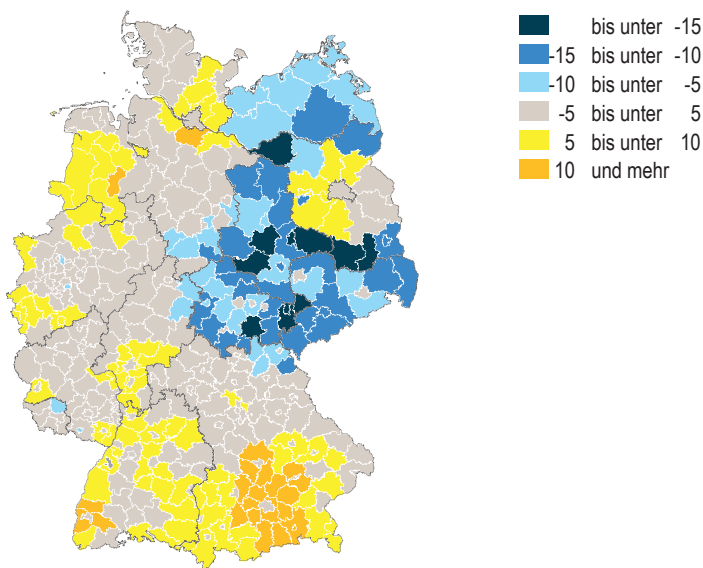 bis unter -15
-15 bis unter -10
-10 bis unter -5
-5 bis unter 5
5 bis unter 10
10 und mehr